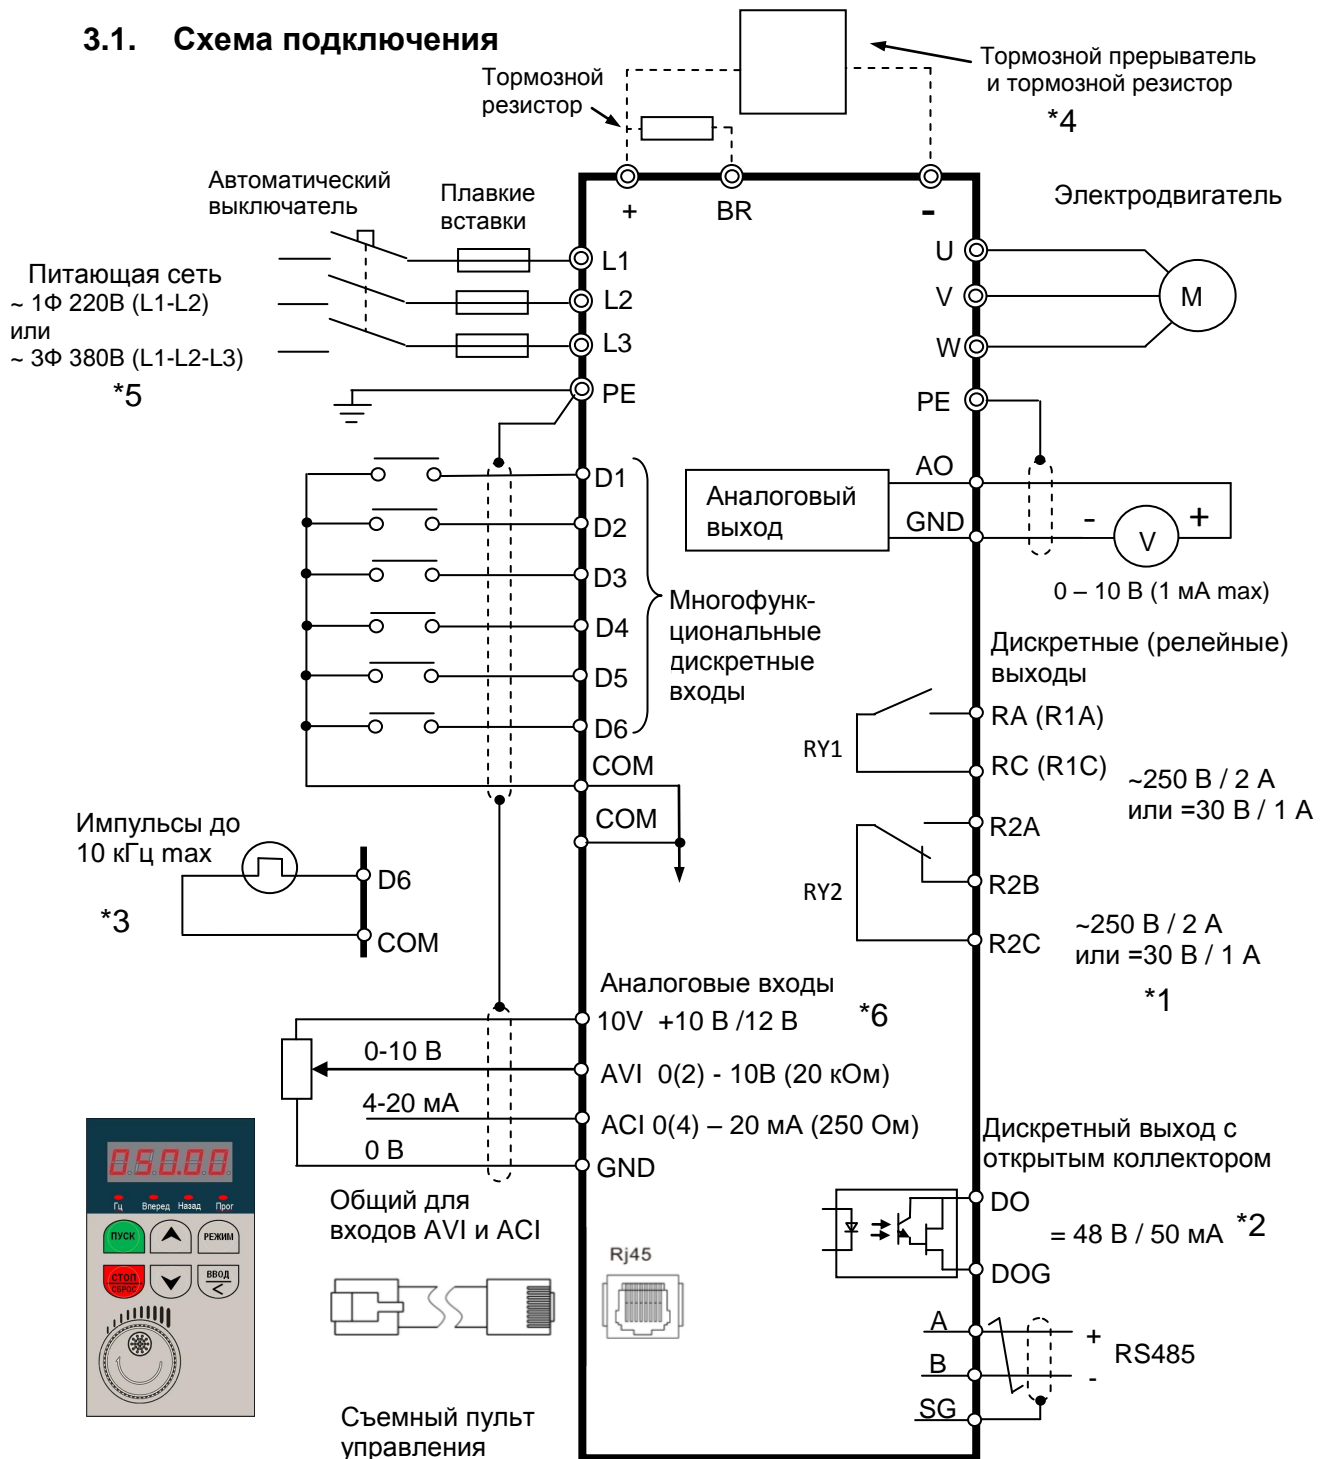 3.1. Схема подключения
Тормозной
резистор
Тормозной прерыватель
и тормозной резистор
*4
Автоматический
выключатель
Плавкие
вставки
+
BR
-
Электродвигатель
Питающая сеть
~ 1Ф 220В (L1-L2)
или
~ 3Ф 380В (L1-L2-L3)
*5
L1
L2
L3
PE
U
V
W
M
PE
D1
D2
D3
D4
D5
D6
Многофунк-
циональные
дискретные
входы
COM
COM
Аналоговый
выход
AO
GND
-
V
+
0 – 10 В (1 мА max)
Дискретные (релейные)
выходы
RY1
RA (R1A)
RC (R1C)
~250 В / 2 А
или =30 В / 1 А
RY2
R2A
R2B
R2C
~250 В / 2 А
или =30 В / 1 А
*1
Импульсы до
10 кГц max
*3
D6
COM
Аналоговые входы
10V +10 В /12 В
*6
0-10 В
AVI 0(2) - 10В (20 кОм)
4-20 мА
ACI 0(4) – 20 мА (250 Ом)
0 В
GND
Общий для
входов AVI и ACI
Дискретный выход с
открытым коллектором
DO
= 48 В / 50 мА *2
DOG
A
B
SG
+
-
RS485
Rj45
050.00
Гц Вперед Назад Прог
ПУСК
РЕЖИМ
СТОП
СБРОС
ВВОД
<
Съемный пульт
управления